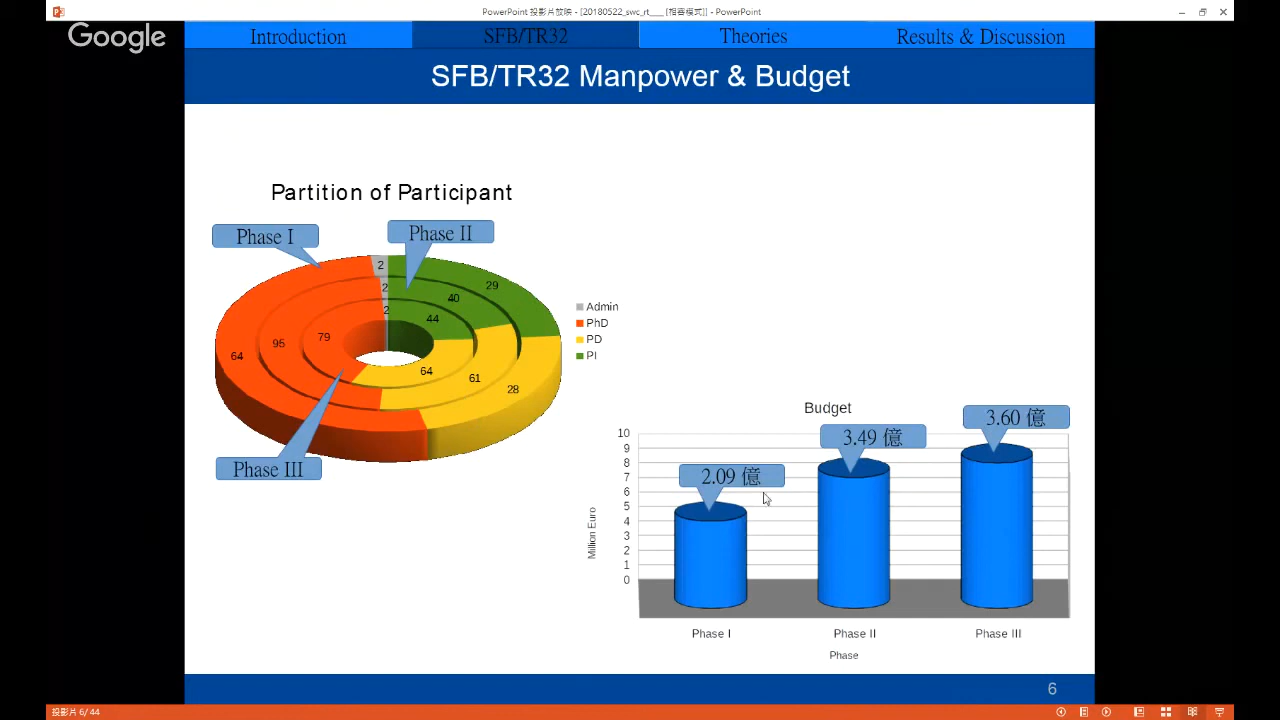 PowerPoint 投影片放映 - [20180522_swc_rt___ [相容模式]] - PowerPoint
Google
Introduction
SFB/TR32
Theories
Results & Discussion
SFB/TR32 Manpower & Budget
Partition of Participant
Phase I
Phase II
2
29
2
40
2
44
79
95
64
64
61
28
Phase III
Admin
PhD
PD
PI
Budget
3.60 億
3.49 億
2.09 億
10
9
8
7
6
5
4
3
2
1
0
Million Euro
Phase I
Phase II
Phase III
Phase
6
投影片 6/ 44